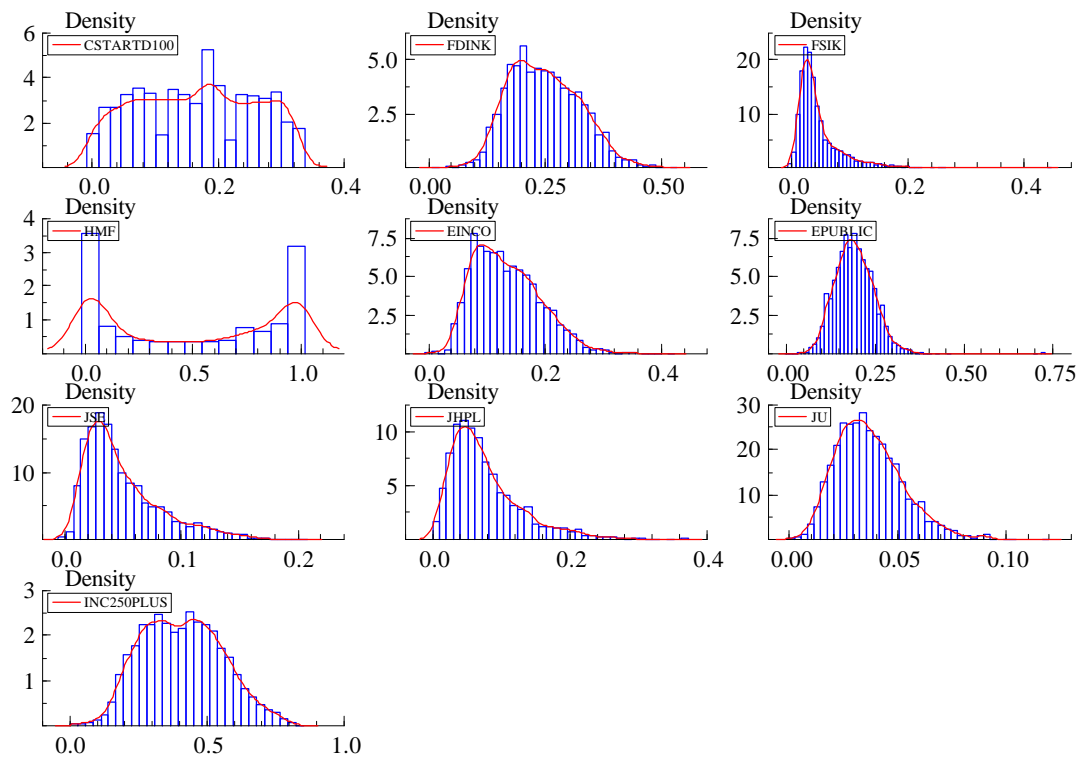 Density
CSTARTD100
6
4
2
0.0 0.2 0.4
Density
FDINK
5.0
2.5
0.00 0.25 0.50
Density
FSIK
20
10
0.0 0.2 0.4
Density
HMF
4
3
2
1
0.0 0.5 1.0
Density
EINCO
7.5
5.0
2.5
0.0 0.2 0.4
Density
EPUBLIC
7.5
5.0
2.5
0.00 0.25 0.50 0.75
Density
JSE
20
10
0.0 0.1 0.2
Density
JHPL
10
5
0.0 0.2 0.4
Density
JU
30
20
10
0.00 0.05 0.10
Density
INC250PLUS
3
2
1
0.0 0.5 1.0